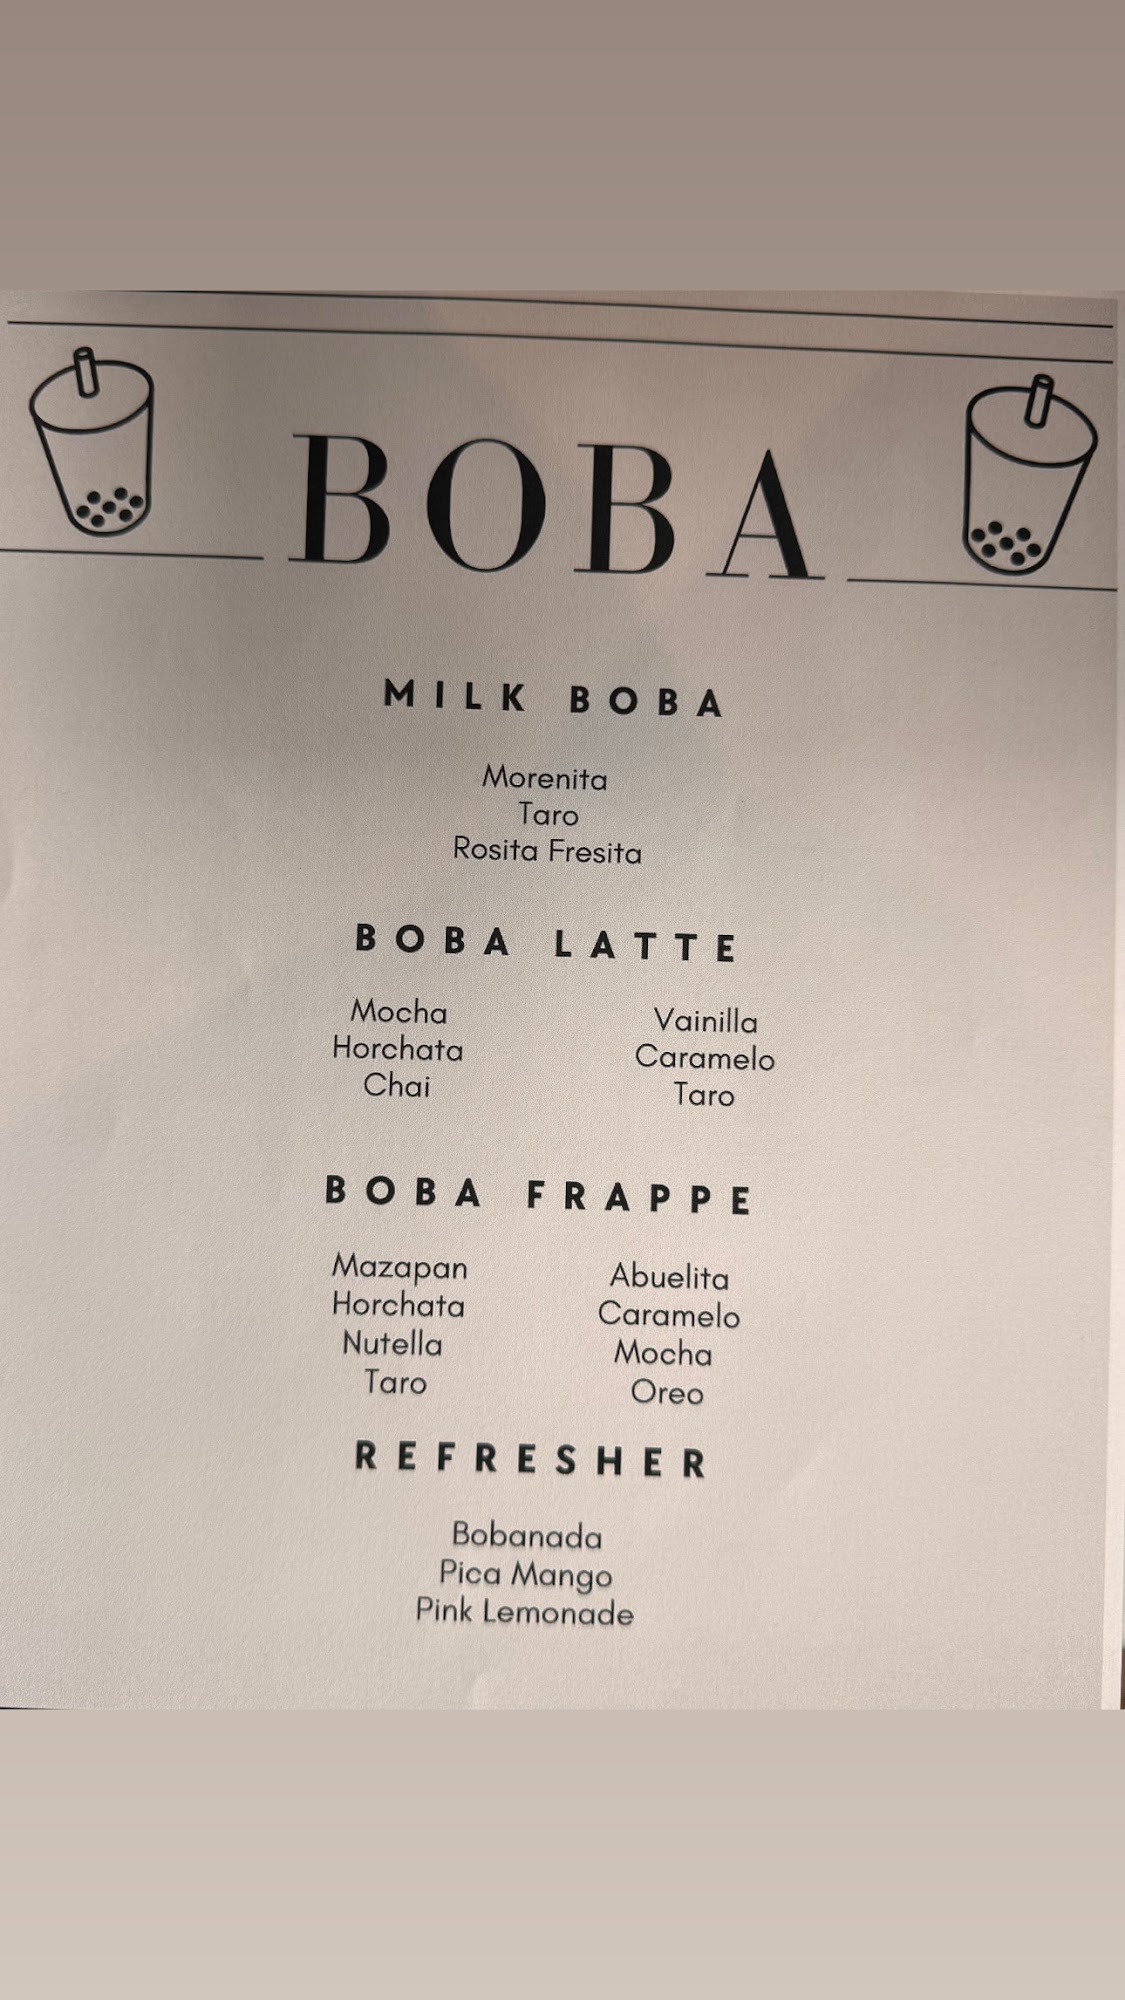 BOBA
MILK BOBA
Morenita
Taro
Rosita Fresita
BOBA LATTE
Mocha
Horchata
Chai
Vainilla
Caramelo
Taro
BOBA FRAPPE
Mazapan
Horchata
Nutella
Taro
Abuelita
Caramelo
Mocha
Oreo
REFRESHER
Bobanada
Pica Mango
Pink Lemonade